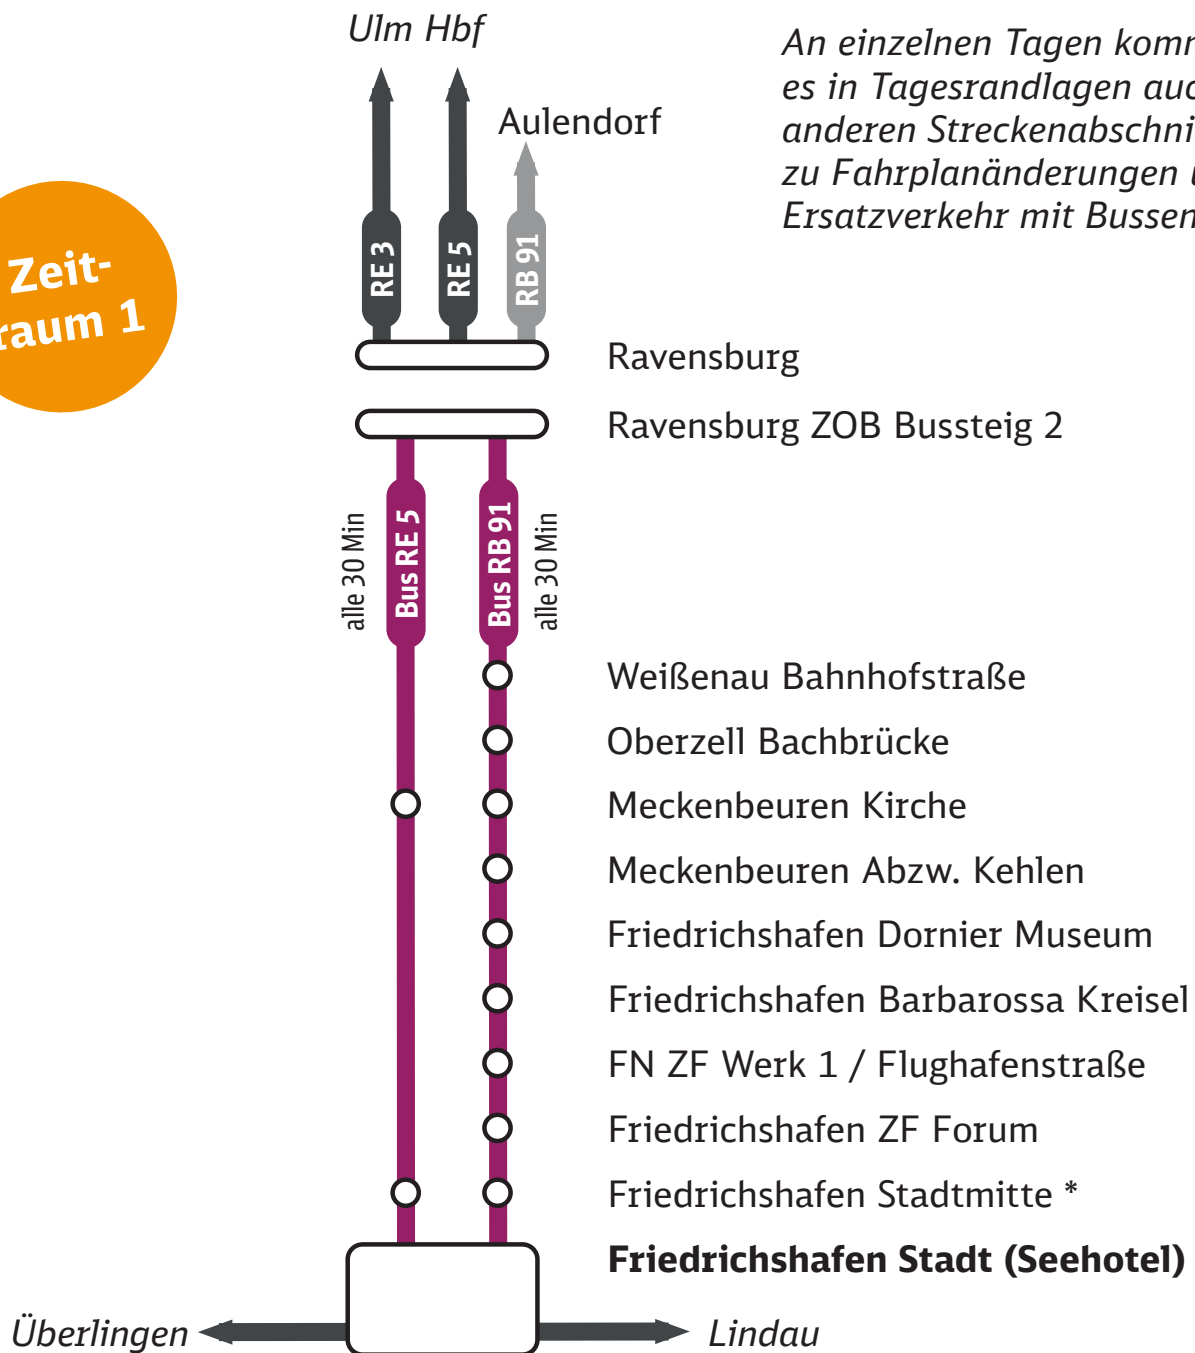 Ulm Hbf
Aulendorf
An einzelnen Tagen
es in Tagesrandlagen
anderen
zu Fahrplanänderungen
Ersatzverkehr mit Bussen
Zeit-
raum 1
RE 3
RE 5
RB 91
Ravensburg
Ravensburg ZOB Bussteig 2
alle 30 Min
Bus RE 5
Bus RB 91
alle 30 Min
Weißenau Bahnhofstraße
Oberzell Bachbrücke
Meckenbeuren Kirche
Meckenbeuren Abzw. Kehlen
Friedrichshafen Dornier Museum
Friedrichshafen Barbarossa Kreisel
FN ZF Werk 1 / Flughafenstraße
Friedrichshafen ZF Forum
Friedrichshafen Stadtmitte *
Friedrichshafen Stadt (Seehotel)
Überlingen
Lindau